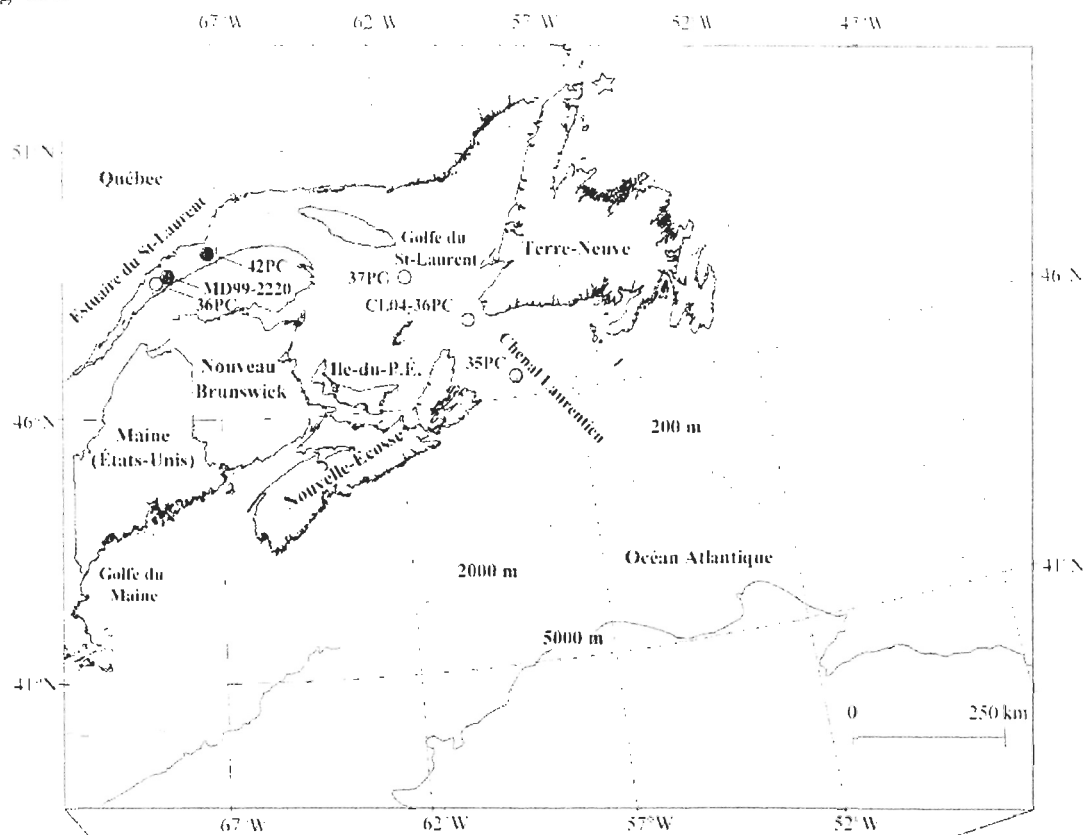 67°W 62°W 57°W 52°W 47°W
51°N
Québec
Estuaire du St-Laurent
Golfe du
St-Laurent
Terre-Neuve
42PC
37PC
46°N
MD99-2220
36PC
CL04-36PC
Chenal Laurentien
Nouveau
Brunswick
Ile-du-P.É.
35PC
46°N
200 m
Maine
(États-Unis)
Nouvelle-Écosse
Océan Atlantique
41°N
Golfe du
Maine
2000 m
5000 m
41°N
0 250 km
67°W 62°W 57°W 52°W